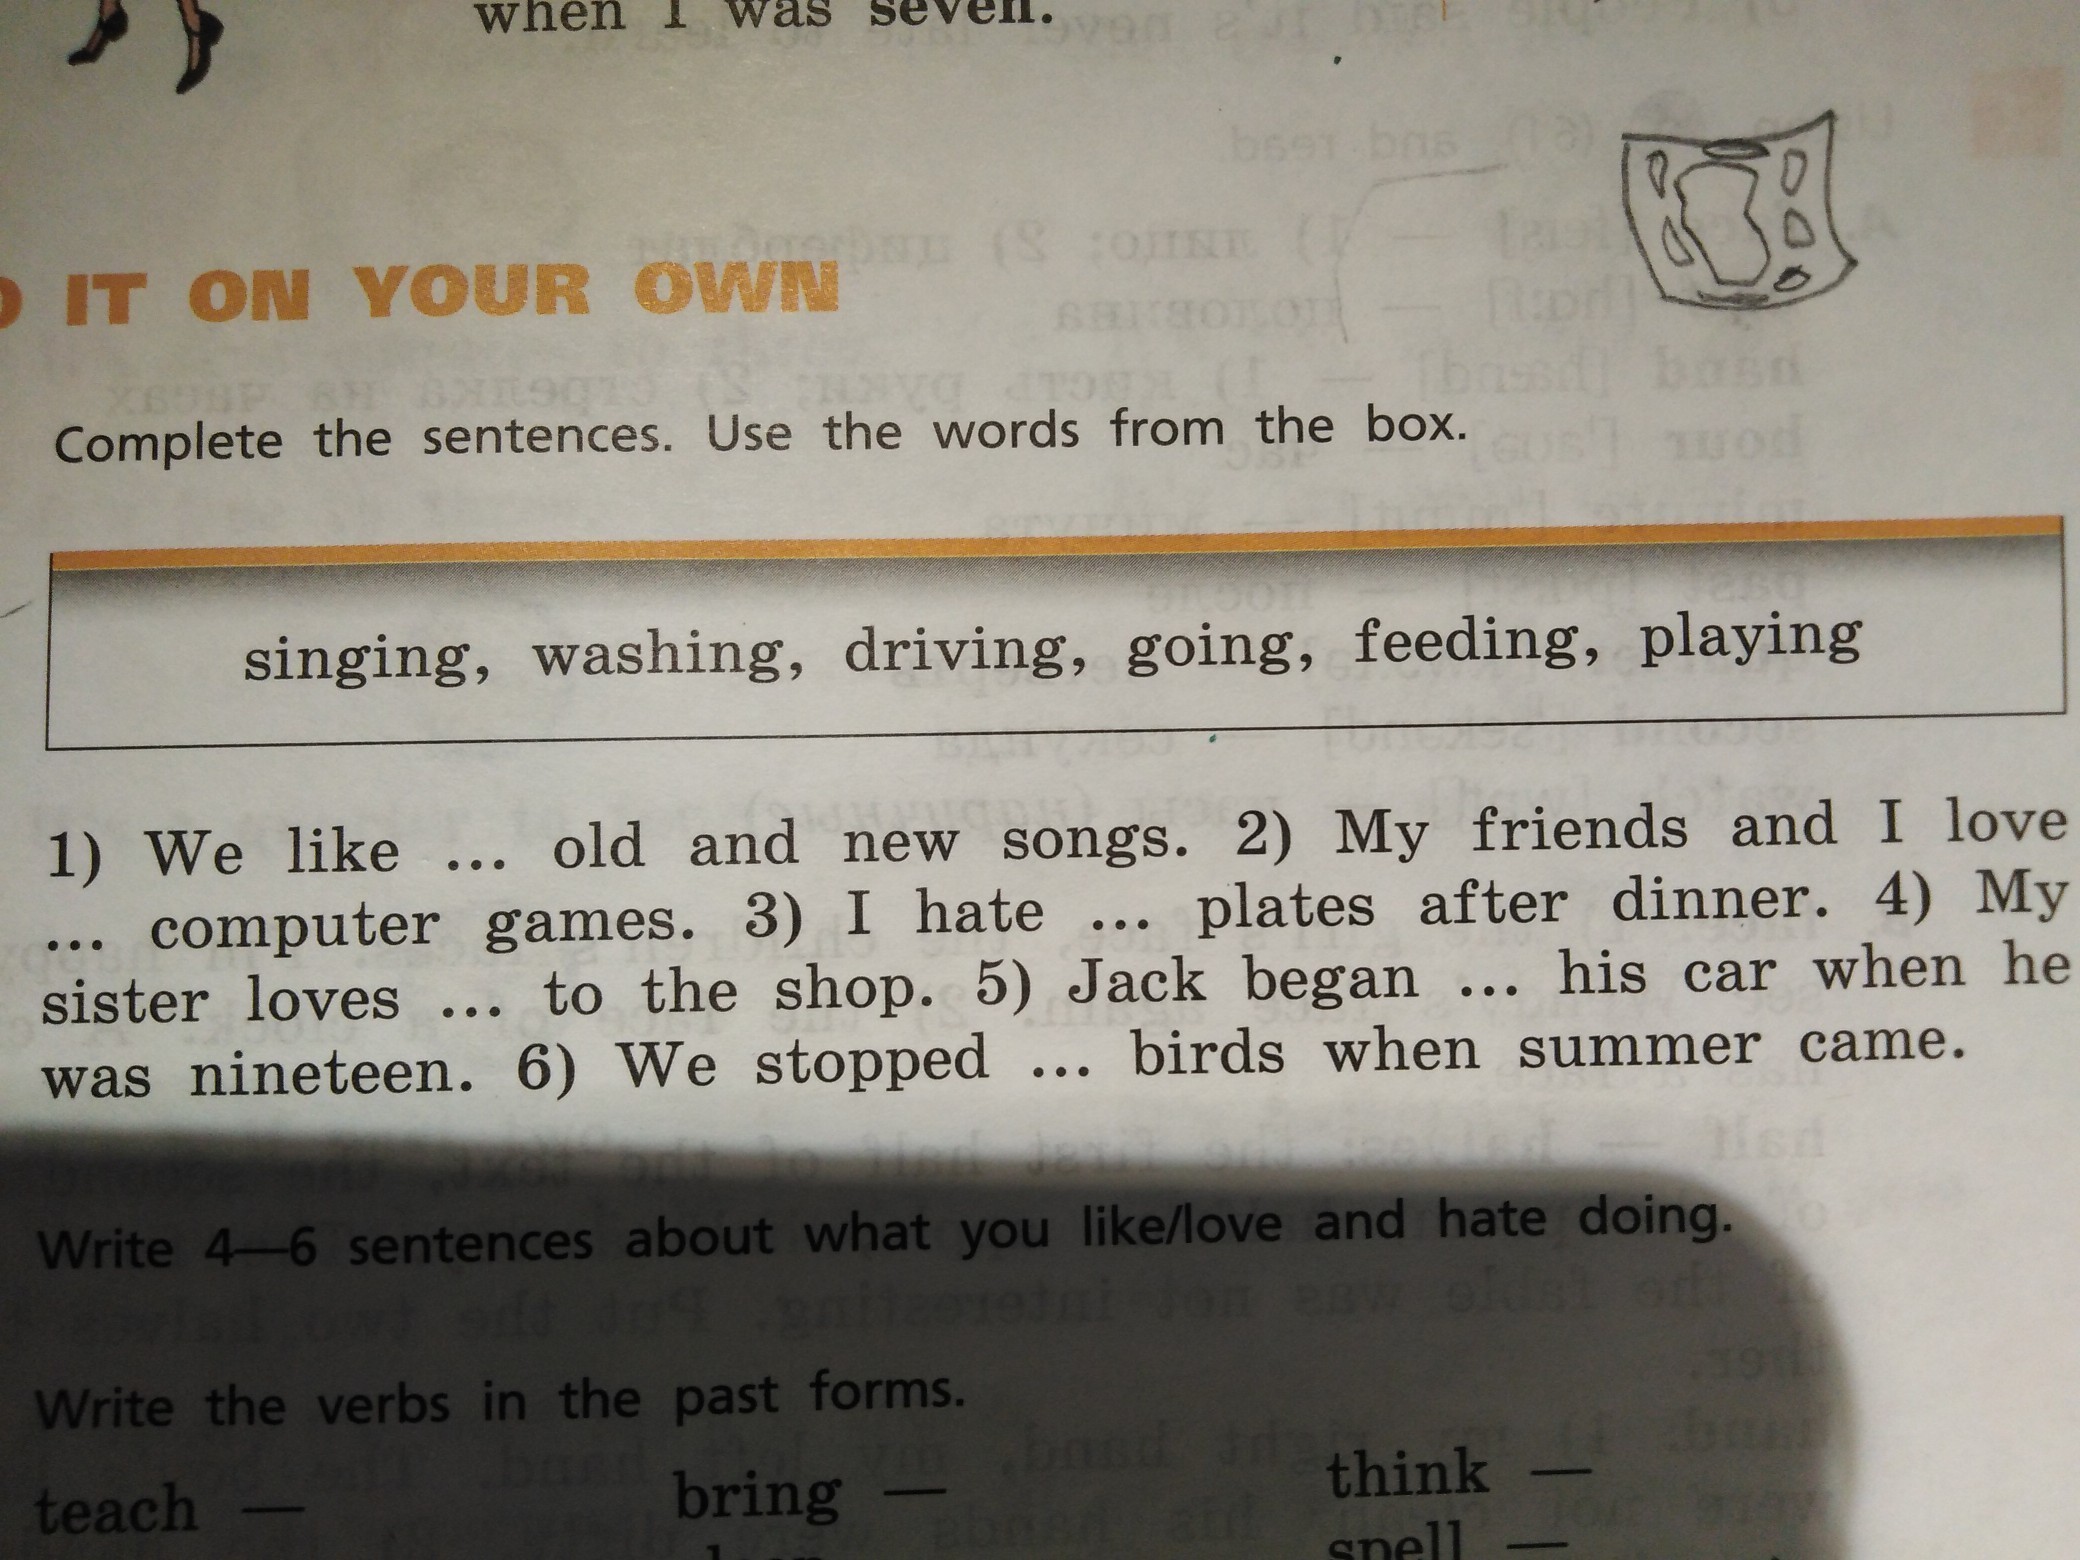 when I was seven.
IT ON YOUR OWN
Complete the sentences. Use the words from the box.
singing, washing, driving, going, feeding, playing
1) We like ... old and new songs. 2) My friends and I love
... computer games. 3) I hate ... plates after dinner. 4) My
sister loves ... to the shop. 5) Jack began ... his car when he
was nineteen. 6) We stopped ... birds when summer came.
Write 4—6 sentences about what you like/love and hate doing.
Write the verbs in the past forms.
teach — bring — think —
spell —